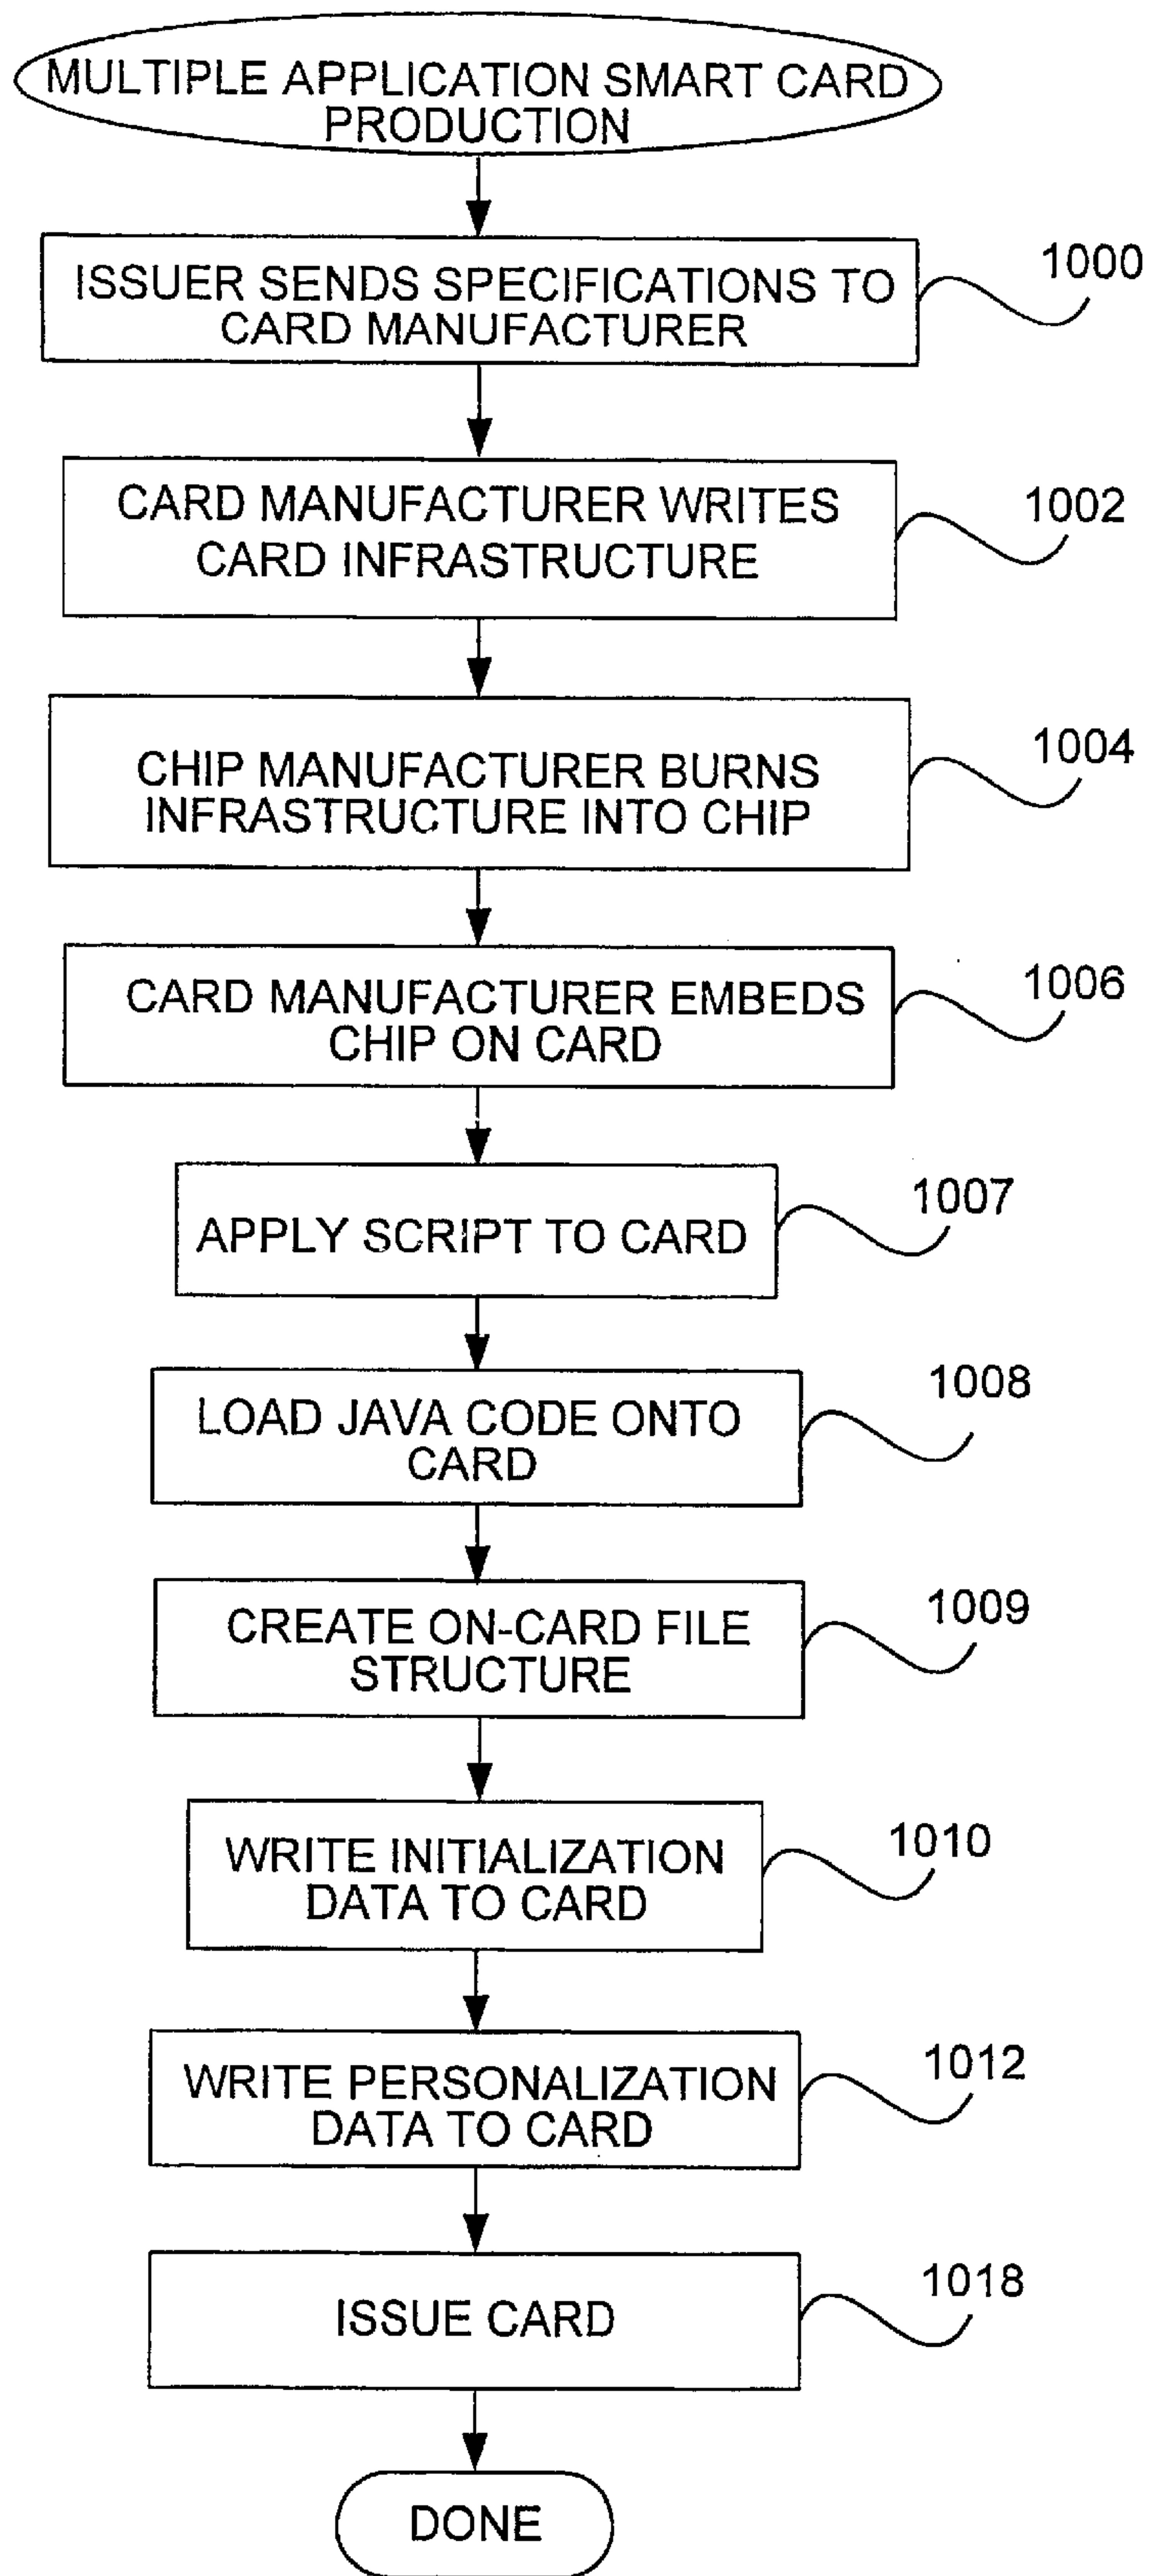 MULTIPLE APPLICATION SMART CARD
PRODUCTION
ISSUER SENDS SPECIFICATIONS TO
CARD MANUFACTURER
1000
CARD MANUFACTURER WRITES
CARD INFRASTRUCTURE
1002
CHIP MANUFACTURER BURNS
INFRASTRUCTURE INTO CHIP
1004
CARD MANUFACTURER EMBEDS
CHIP ON CARD
1006
APPLY SCRIPT TO CARD
1007
LOAD JAVA CODE ONTO
CARD
1008
CREATE ON-CARD FILE
STRUCTURE
1009
WRITE INITIALIZATION
DATA TO CARD
1010
WRITE PERSONALIZATION
DATA TO CARD
1012
ISSUE CARD
1018
DONE